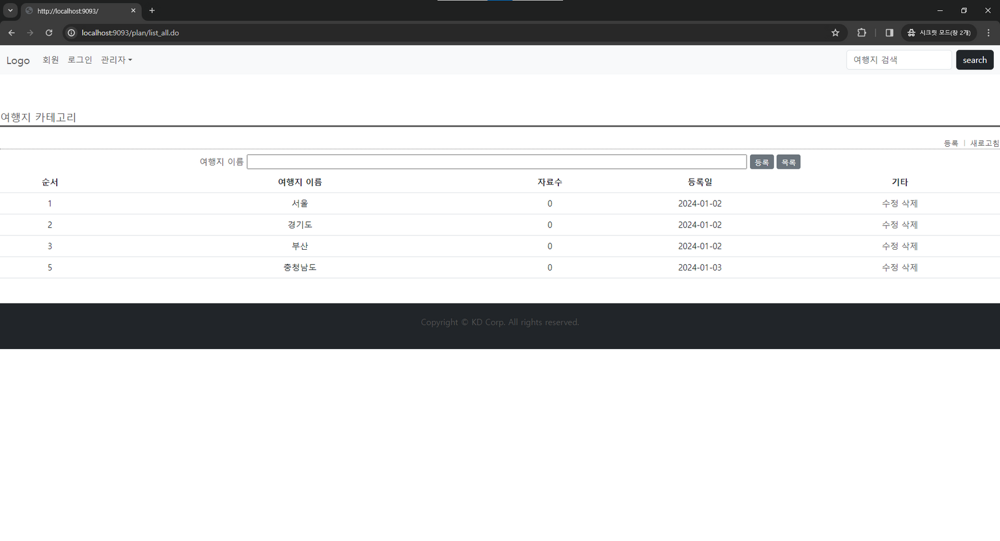 http://localhost:9093/
localhost:9093/plan/list_all.do
시크릿 모드(창 2개)
Logo 회원 로그인 관리자 여행지 검색 search
여행지 카테고리
등록 | 새로고침
여행지 이름 등록 목록
순서 여행지 이름 자료수 등록일 기타
1 서울 0 2024-01-02 수정 삭제
2 경기도 0 2024-01-02 수정 삭제
3 부산 0 2024-01-02 수정 삭제
5 충청남도 0 2024-01-03 수정 삭제
Copyright © KD Corp. All rights reserved.